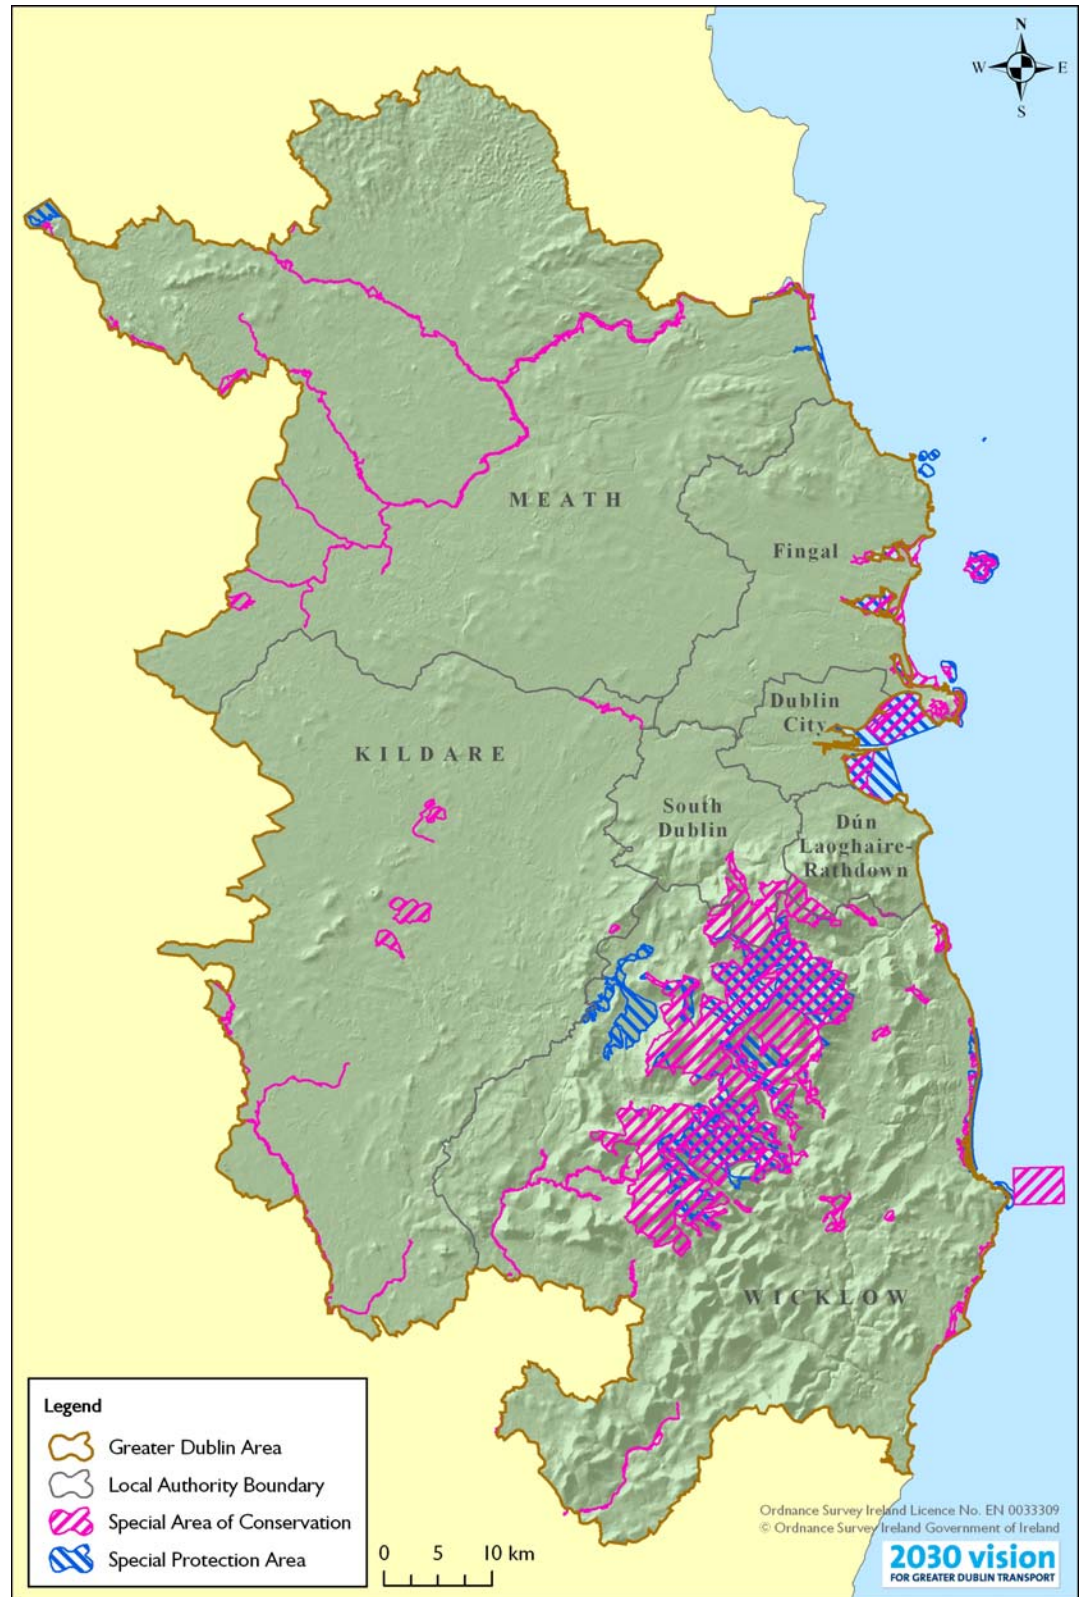 N
W E
S
MEATH
Fingal
Dublin
City
KILDARE
South
Dublin
Dún
Laoghaire-
Rathdown
WICKLOW
Legend
Greater Dublin Area
Local Authority Boundary
Special Area of Conservation
Special Protection Area
0 5 10 km
Ordnance Survey Ireland Licence No. EN 0033309
© Ordnance Survey Ireland Government of Ireland
2030 vision
FOR GREATER DUBLIN TRANSPORT